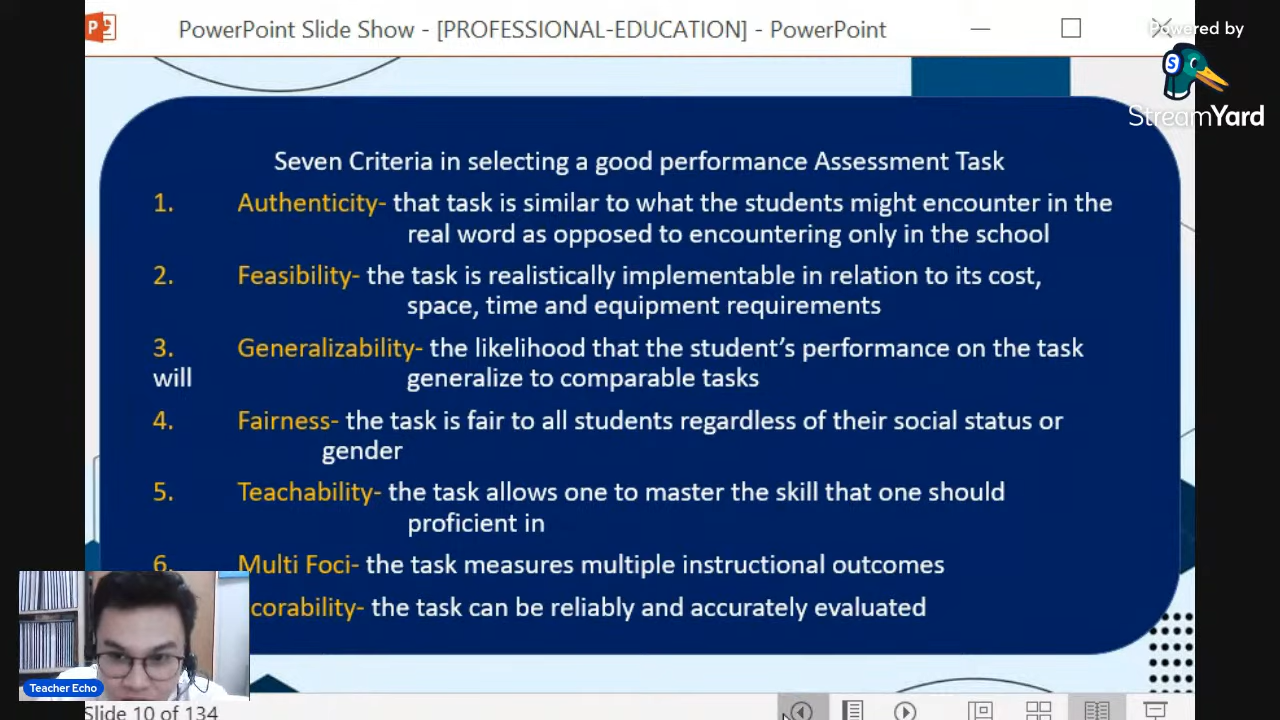 PowerPoint Slide Show - [PROFESSIONAL-EDUCATION] - PowerPoint
Powered by
S
StreamYard
Seven Criteria in selecting a good performance Assessment Task
1. Authenticity- that task is similar to what the students might encounter in the
real word as opposed to encountering only in the school
2. Feasibility- the task is realistically implementable in relation to its cost,
space, time and equipment requirements
3. Generalizability- the likelihood that the student's performance on the task
will generalize to comparable tasks
4. Fairness- the task is fair to all students regardless of their social status or
gender
5. Teachability- the task allows one to master the skill that one should
proficient in
6. Multi Foci- the task measures multiple instructional outcomes
corability- the task can be reliably and accurately evaluated
Teacher Echo
Slide 10 of 134